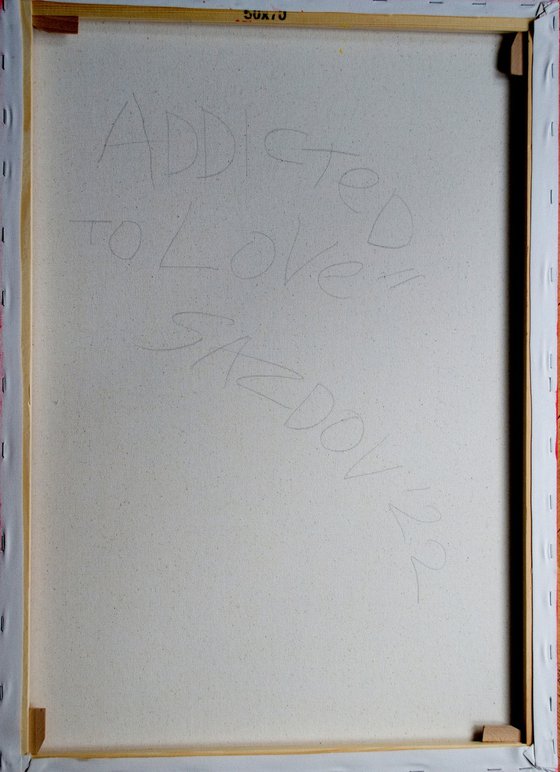 50x70
ADDIcTeD
TO LOVe"
SAZDOV '22